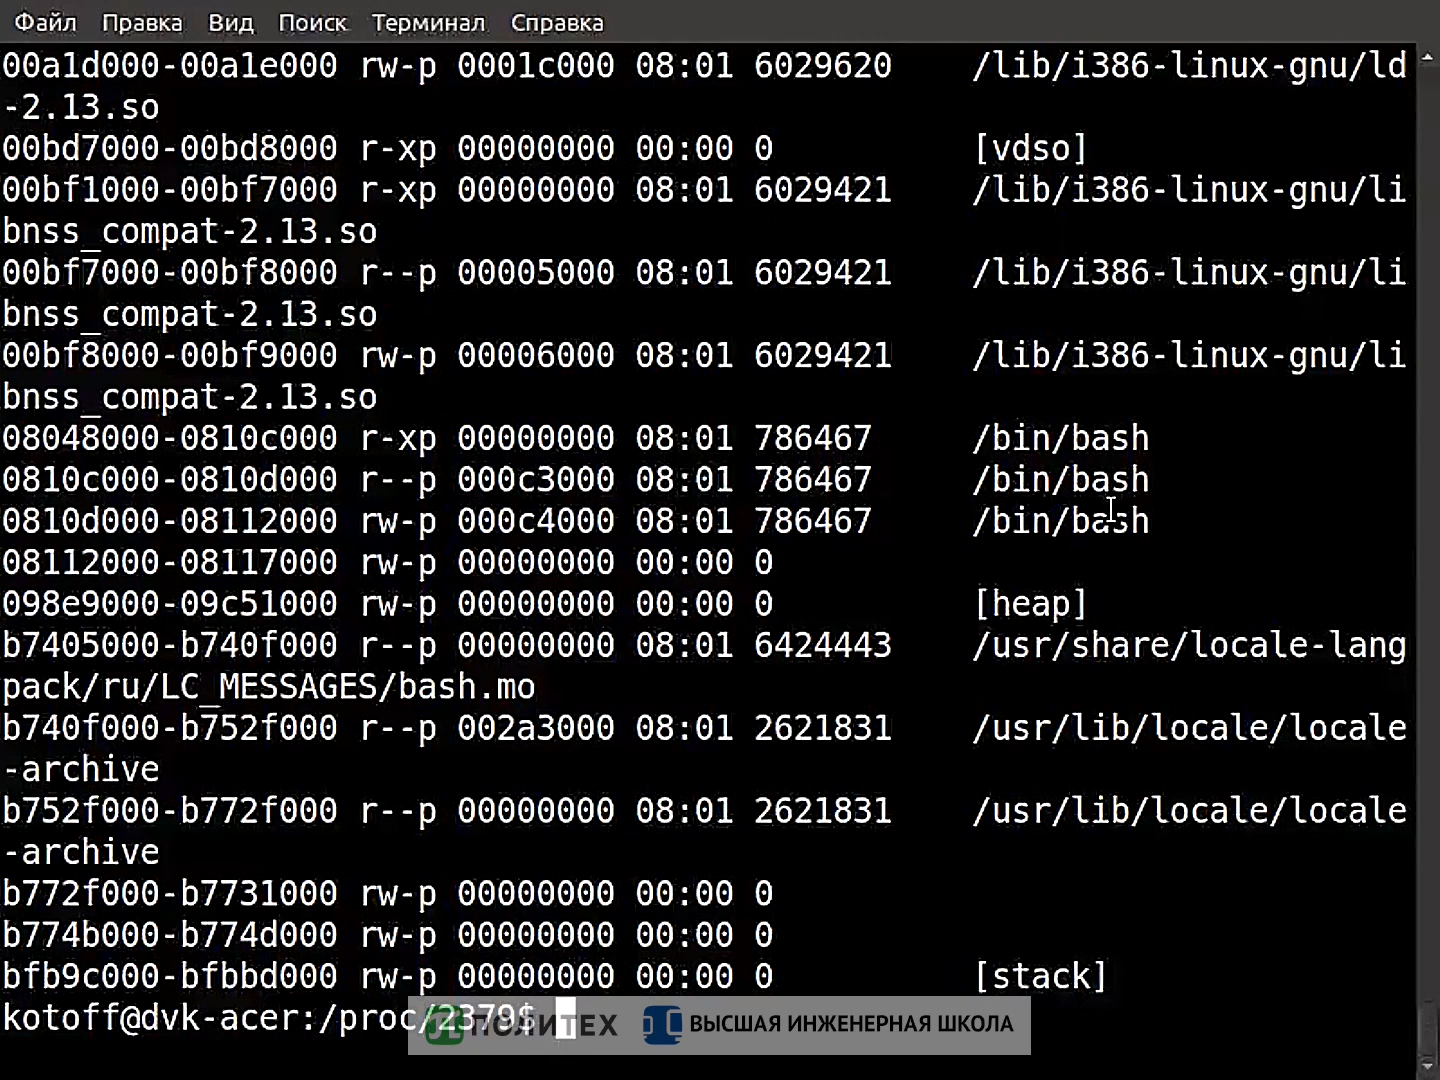 Файл Правка Вид Поиск Терминал Справка
00a1d000-00a1e000 rw-p 0001c000 08:01 6029620 /lib/i386-linux-gnu/ld
-2.13.so
00bd7000-00bd8000 r-xp 00000000 00:00 0 [vdso]
00bf1000-00bf7000 r-xp 00000000 08:01 6029421 /lib/i386-linux-gnu/li
bnss_compat-2.13.so
00bf7000-00bf8000 r--p 00005000 08:01 6029421 /lib/i386-linux-gnu/li
bnss_compat-2.13.so
00bf8000-00bf9000 rw-p 00006000 08:01 6029421 /lib/i386-linux-gnu/li
bnss_compat-2.13.so
08048000-0810c000 r-xp 00000000 08:01 786467 /bin/bash
0810c000-0810d000 r--p 000c3000 08:01 786467 /bin/bash
0810d000-08112000 rw-p 000c4000 08:01 786467 /bin/bash
08112000-08117000 rw-p 00000000 00:00 0
098e9000-09c51000 rw-p 00000000 00:00 0 [heap]
b7405000-b740f000 r--p 00000000 08:01 6424443 /usr/share/locale-lang
pack/ru/LC_MESSAGES/bash.mo
b740f000-b752f000 r--p 002a3000 08:01 2621831 /usr/lib/locale/locale
-archive
b752f000-b772f000 r--p 00000000 08:01 2621831 /usr/lib/locale/locale
-archive
b772f000-b7731000 rw-p 00000000 00:00 0
b774b000-b774d000 rw-p 00000000 00:00 0
bfb9c000-bfbbd000 rw-p 00000000 00:00 0 [stack]
kotoff@dvk-acer:/proc/2379$
ПОЛИТЕХ ВЫСШАЯ ИНЖЕНЕРНАЯ ШКОЛА